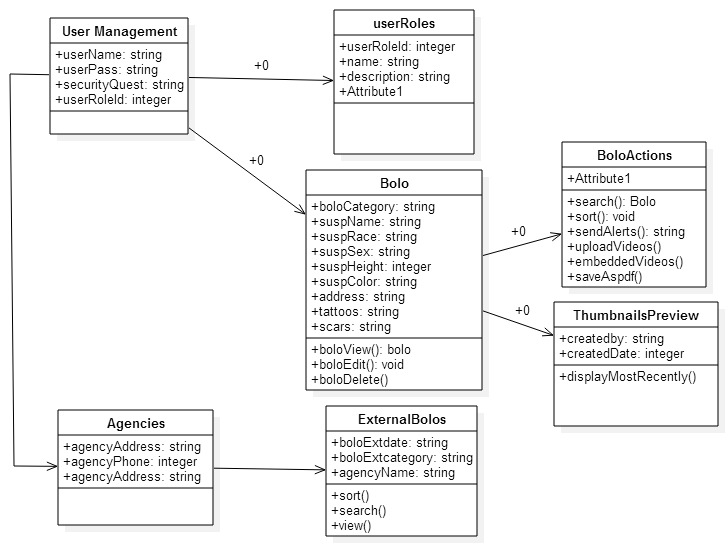 User Management
+userName: string
+userPass: string
+securityQuest: string
+userRoleId: integer
+0
userRoles
+userRoleId: integer
+name: string
+description: string
+Attribute1
+0
Bolo
+boloCategory: string
+suspName: string
+suspRace: string
+suspSex: string
+suspHeight: integer
+suspColor: string
+address: string
+tattoos: string
+scars: string
+boloView(): bolo
+boloEdit(): void
+boloDelete()
+0
BoloActions
+Attribute1
+search(): Bolo
+sort(): void
+sendAlerts(): string
+uploadVideos()
+embeddedVideos()
+saveAspdf()
+0
ThumbnailsPreview
+createdby: string
+createdDate: integer
+displayMostRecently()
Agencies
+agencyAddress: string
+agencyPhone: integer
+agencyAddress: string
ExternalBolos
+boloExtdate: string
+boloExtcategory: string
+agencyName: string
+sort()
+search()
+view()